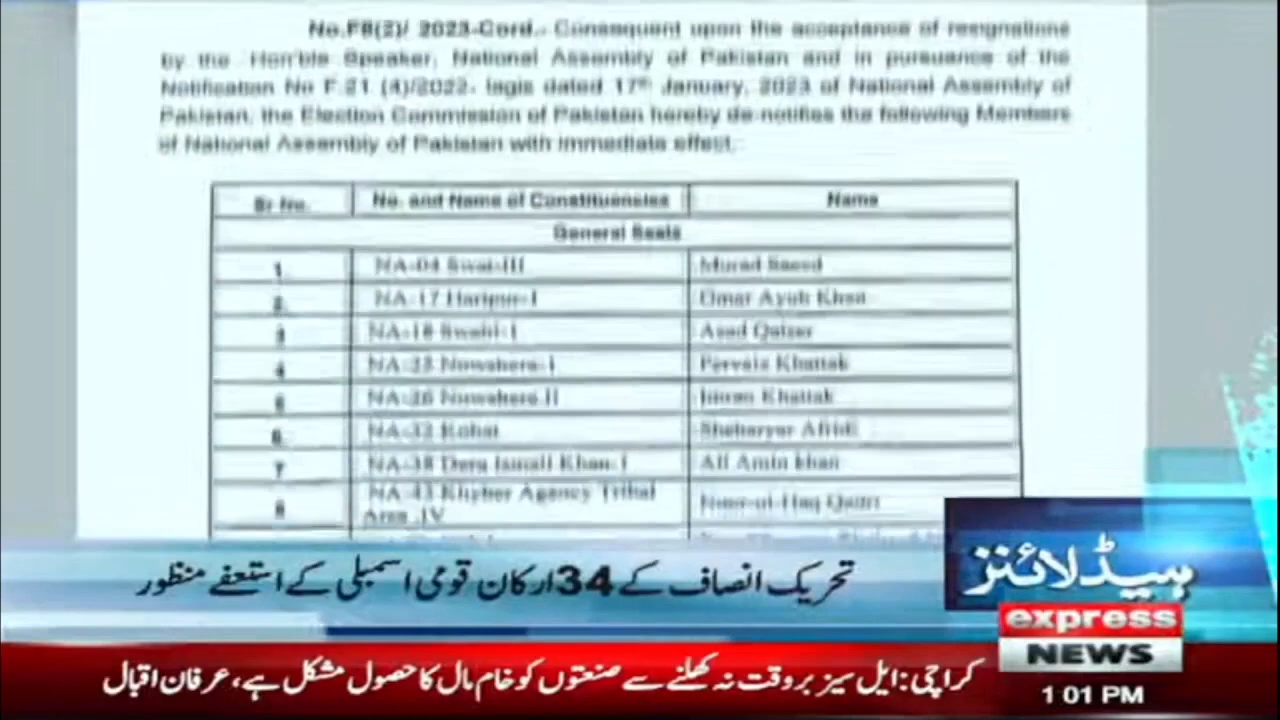 No.F8(2)/ 2023-Cord.- Consequent upon the acceptance of resignations
by the Hon'ble Speaker, National Assembly of Pakistan and in pursuance of the
Notification No F.21 (4)/2022- legis dated 17th January, 2023 of National Assembly of
Pakistan, the Election Commission of Pakistan hereby de-notifies the following Members
of National Assembly of Pakistan with immediate effect.
Sr No. No. and Name of Constituencies Name
General Seats
1. NA-04 Swat-III Murad Saeed
2. NA-17 Haripur-I Omar Ayub Khan
3 NA-18 Swabi-I Asad Qaiser
4 NA-25 Nowshera-I Pervaiz Khattak
5 NA-26 Nowshera II Imran Khattak
6. NA-32 Kohat Sheharyar Afridi
7 NA-38 Dera Ismail Khan-I Ali Amin khan
8 NA-43 Khyber Agency Tribal Noor-ul-Haq Qadri
Area .IV
ہیڈلائنز
تحریک انصاف کے 34 ارکان قومی اسمبلی کے استعفے منظور
express
NEWS
1:01 PM
کراچی: ایل سیز بروقت نہ کھلنے سے صنعتوں کو خام مال کا حصول مشکل ہے، عرفان اقبال